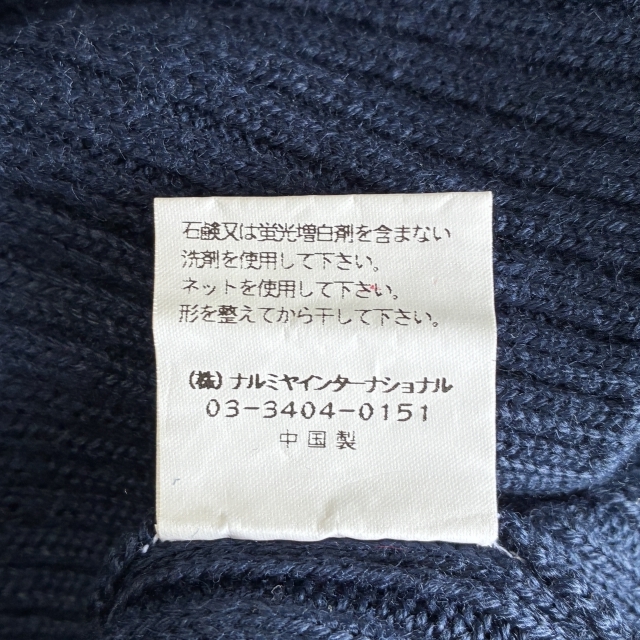 石鹸又は蛍光増白剤を含まない
洗剤を使用して下さい。
ネットを使用して下さい。
形を整えてから干して下さい。
(株)ナルミヤインターナショナル
03-3404-0151
中国製